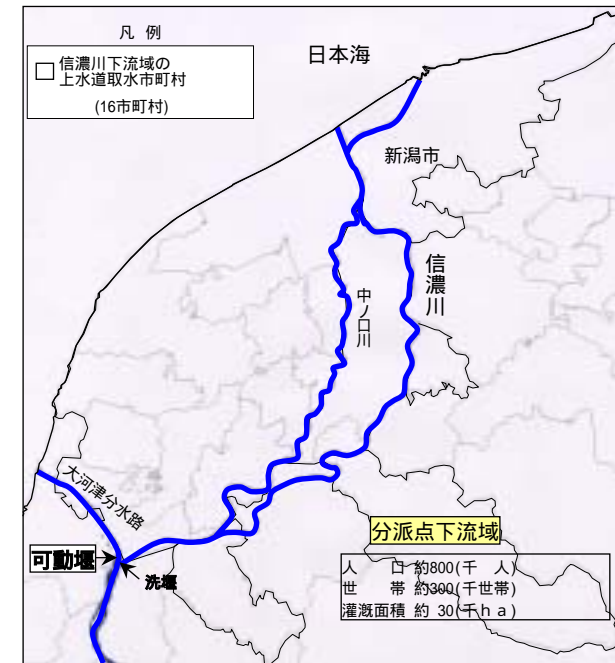 凡 例
信濃川下流域の
上水道取水市町村
(16市町村)
日本海
新潟市
信濃川
中ノ口川
大河津分水路
可動堰
洗堰
分派点下流域
人 口 約800(千 人)
世 帯 約300(千世帯)
灌漑面積 約 30(千ha)